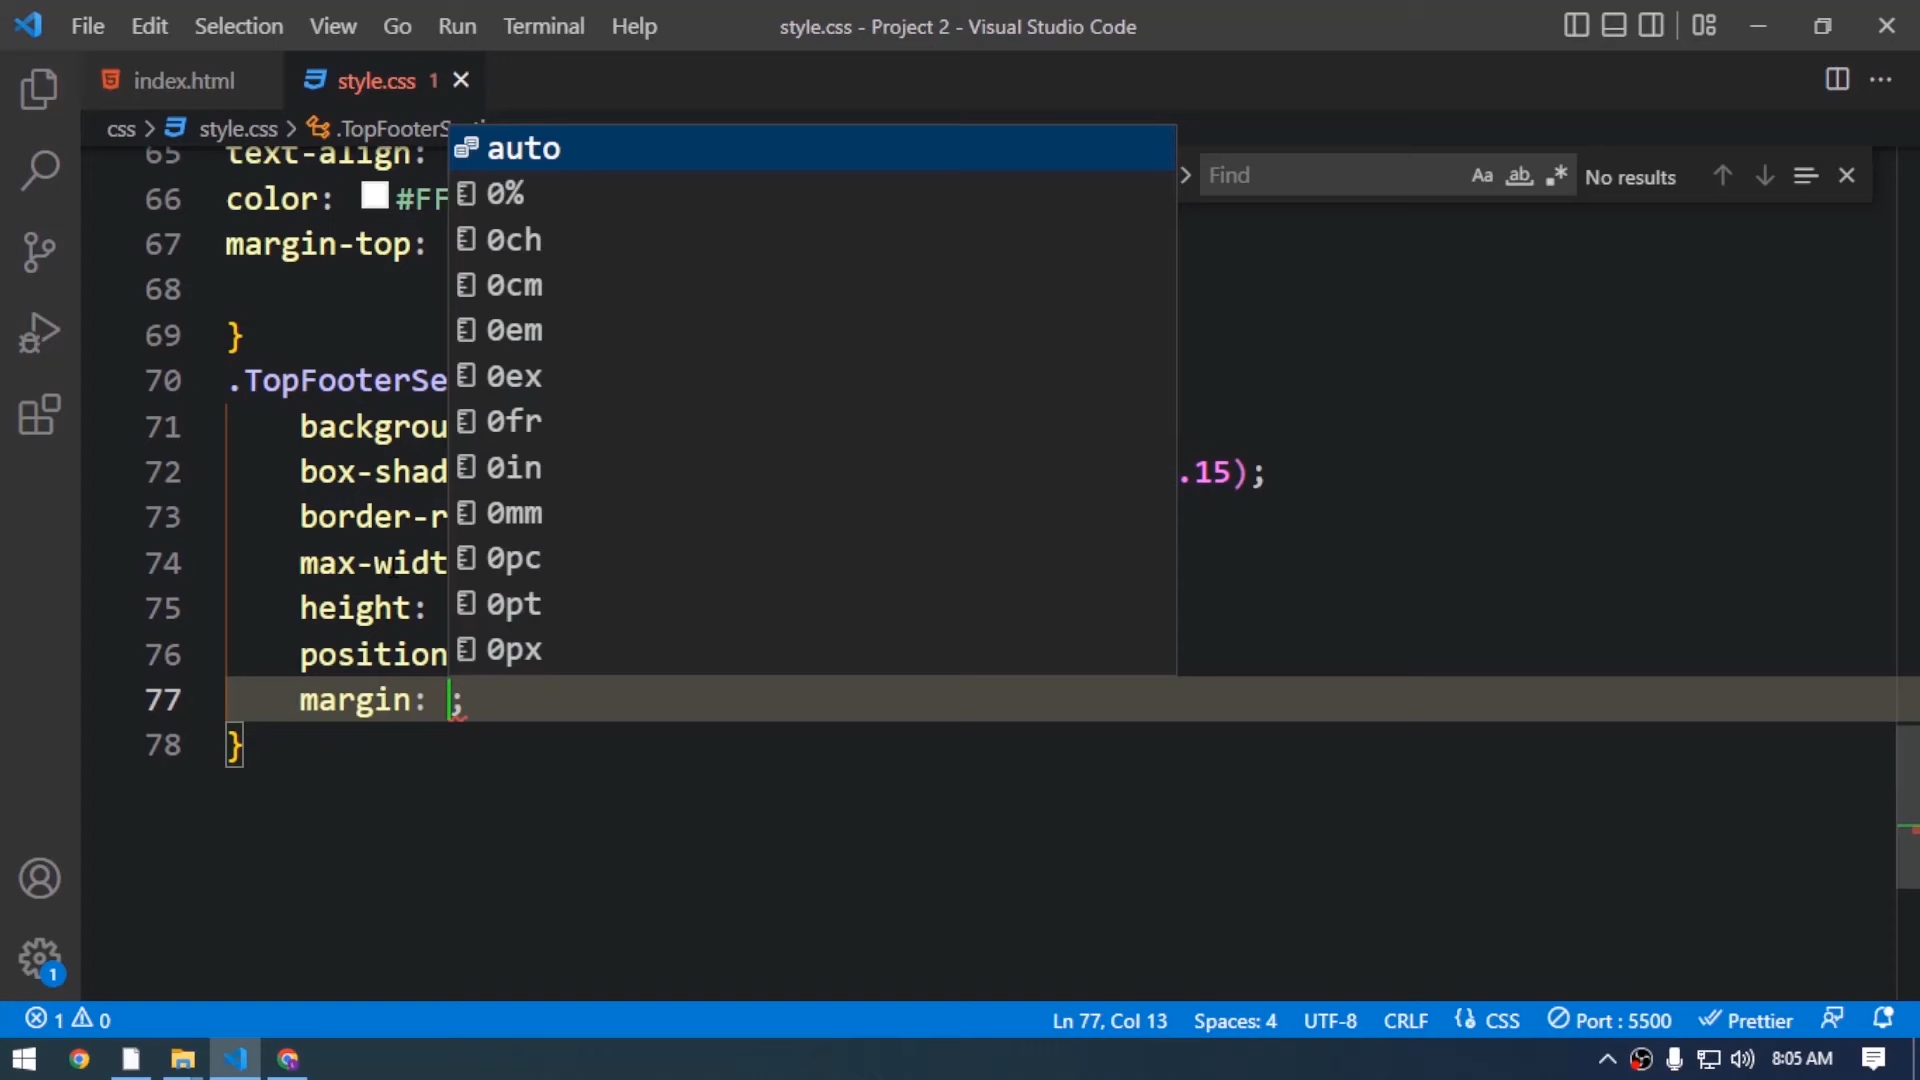 File Edit Selection View Go Run Terminal Help
style.css - Project 2 - Visual Studio Code
index.html
style.css 1
css > style.css > .TopFooterSecti
Find
Aa ab .* No results
65 text-align:
66 color: #FF
67 margin-top:
68
69 }
70 .TopFooterSe
71 backgrou
72 box-shad .15);
73 border-r
74 max-widt
75 height:
76 position
77 margin: ;
78 }
auto
0%
0ch
0cm
0em
0ex
0fr
0in
0mm
0pc
0pt
0px
1
1 0
Ln 77, Col 13 Spaces: 4 UTF-8 CRLF CSS Port : 5500 Prettier
8:05 AM